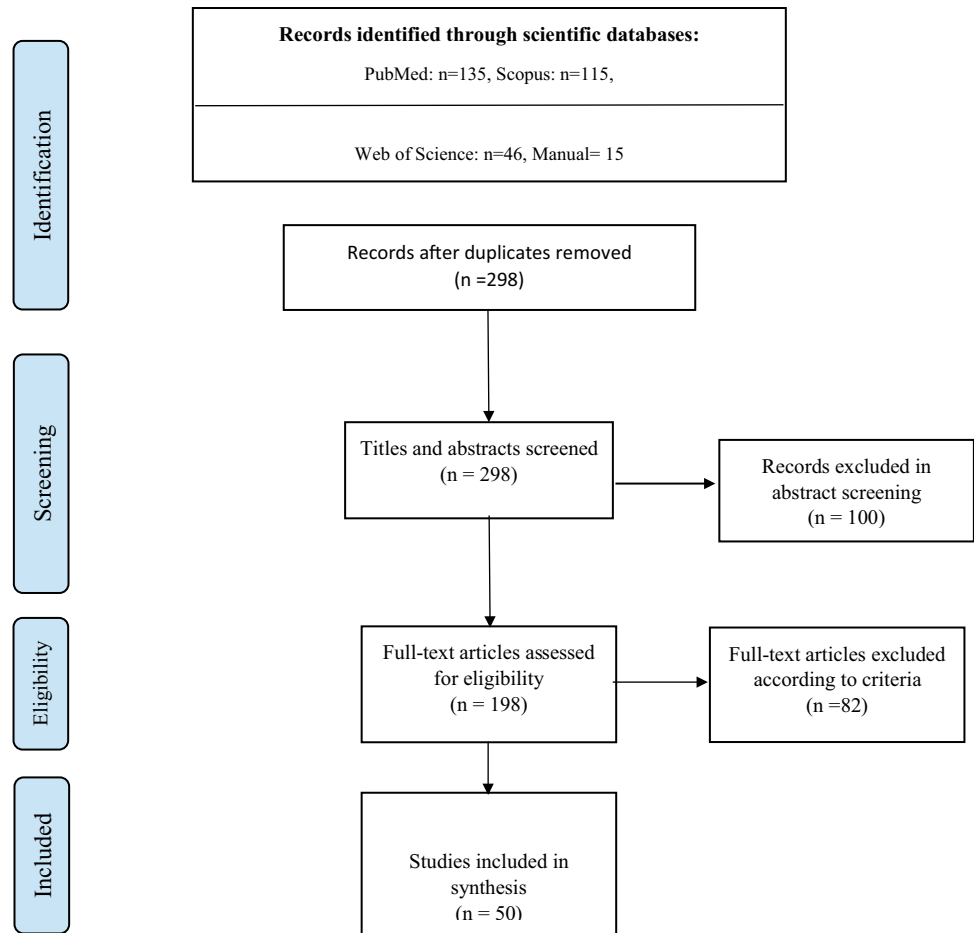 Identification
Records identified through scientific databases:
PubMed: n=135, Scopus: n=115,
Web of Science: n=46, Manual= 15
Records after duplicates removed
(n =298)
Screening
Titles and abstracts screened
(n = 298)
Records excluded in
abstract screening
(n = 100)
Eligibility
Full-text articles assessed
for eligibility
(n = 198)
Full-text articles excluded
according to criteria
(n =82)
Included
Studies included in
synthesis
(n = 50)